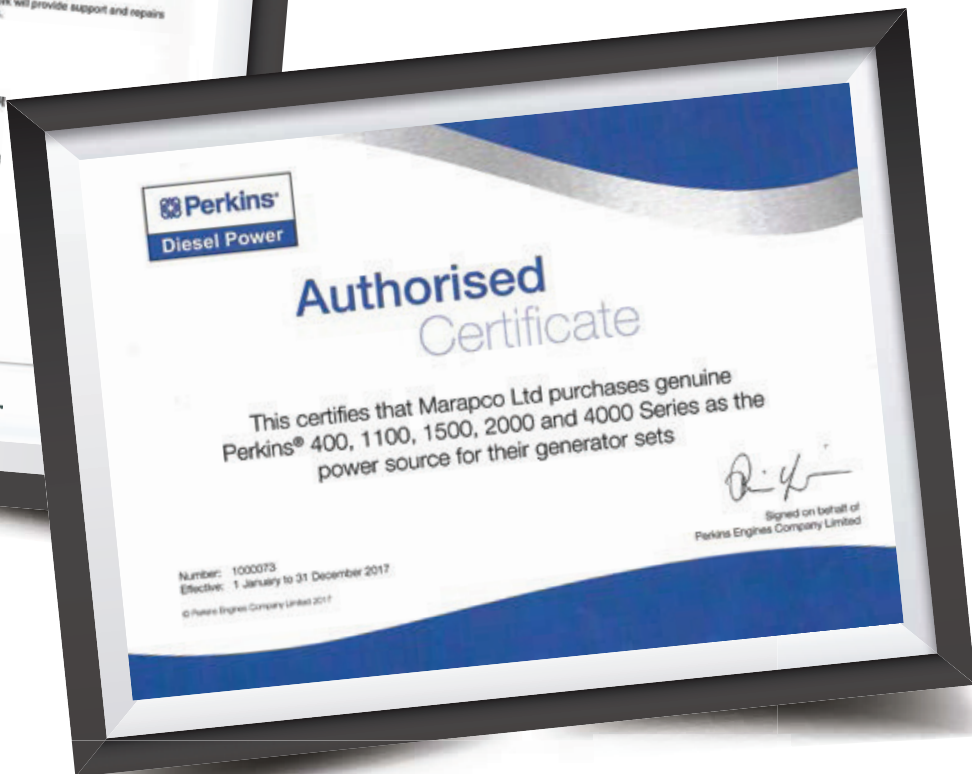 will provide support and repairs
Perkins®
Diesel Power
Authorised
Certificate
This certifies that Marapco Ltd purchases genuine
Perkins® 400, 1100, 1500, 2000 and 4000 Series as the
power source for their generator sets
Signed on behalf of
Perkins Engines Company Limited
Number: 1000073
Effective: 1 January to 31 December 2017
© Perkins Engines Company Limited 2017